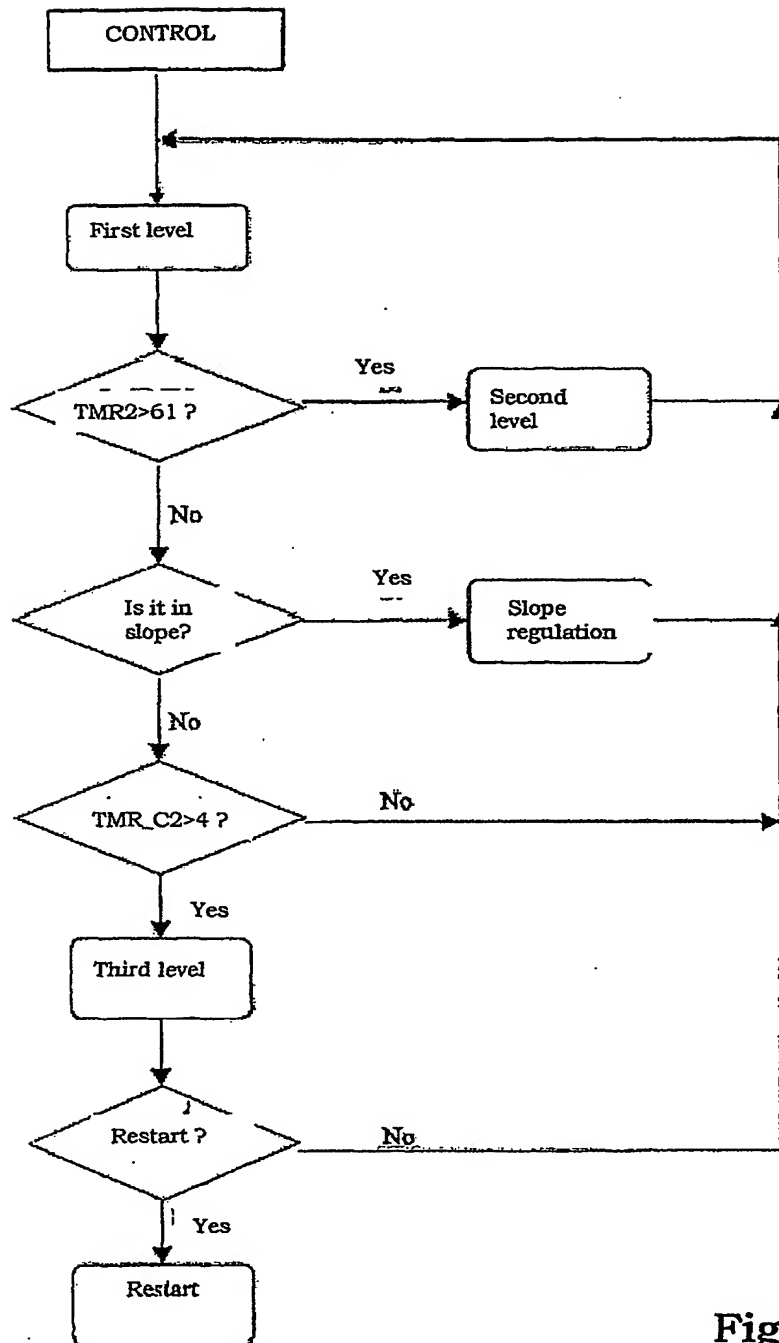 CONTROL
First level
TMR2>61 ?
Yes
Second
level
No
Is it in
slope?
Yes
Slope
regulation
No
TMR_C2>4 ?
No
Yes
Third level
Restart ?
No
Yes
Restart
Fig